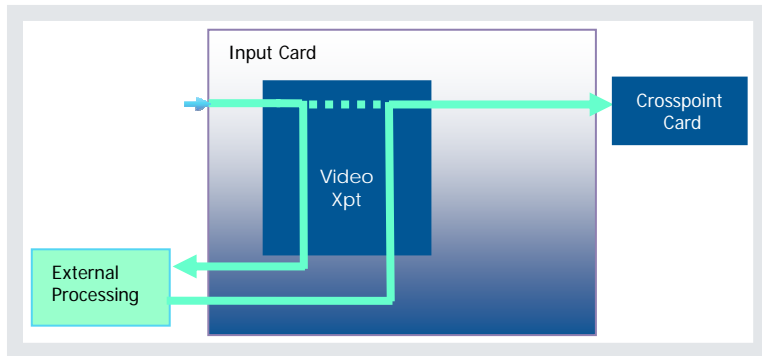 Input Card
Crosspoint
Card
Video
Xpt
External
Processing